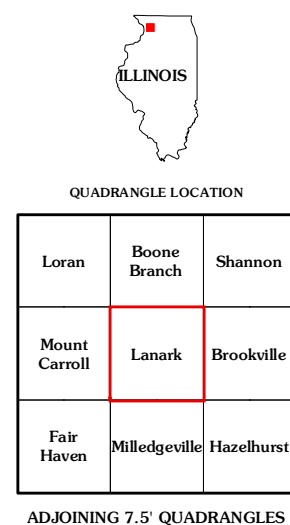 ILLINOIS
QUADRANGLE LOCATION
Loran
Boone
Branch
Shannon
Mount
Carroll
Lanark
Brookville
Fair
Haven
Milledgeville
Hazelhurst
ADJOINING 7.5' QUADRANGLES